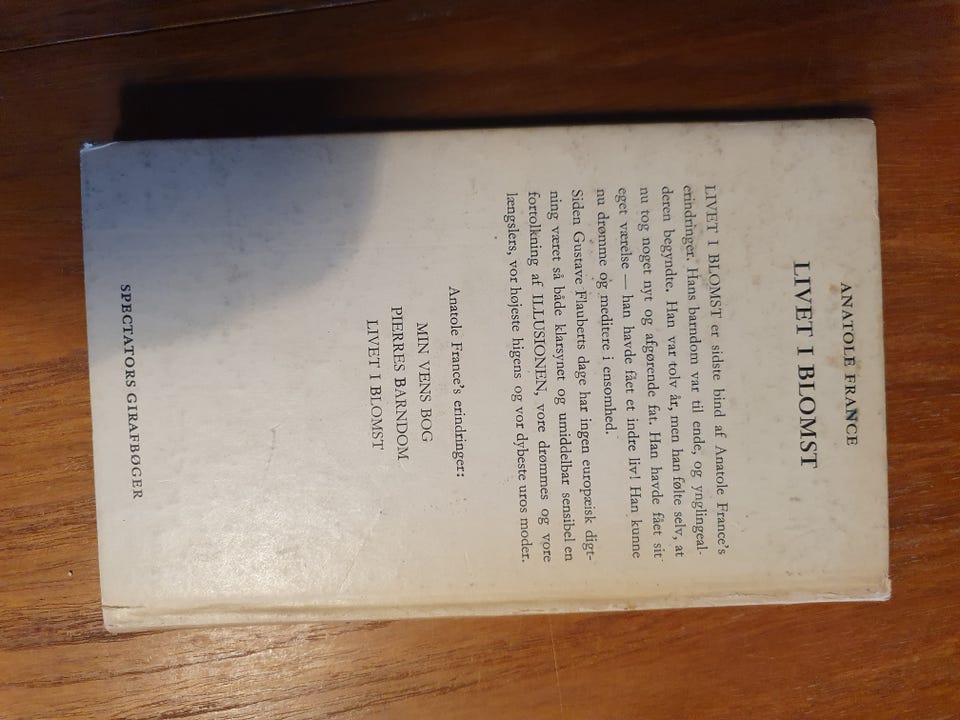 ANATOLE FRANCE
LIVET I BLOMST
LIVET I BLOMST er sidste bind af Anatole France's
erindringer. Hans barndom var til ende, og ynglingeal-
deren begyndte. Han var tolv år, men han følte selv, at
nu tog noget nyt og afgørende fat. Han havde fået sit
eget værelse — han havde fået et indre liv! Han kunne
nu drømme og meditere i ensomhed.
Siden Gustave Flauberts dage har ingen europæisk digt-
ning været så både klarsynet og umiddelbar sensibel en
fortolkning af ILLUSIONEN, vore drømmes og vore
længslers, vor højeste higens og vor dybeste uros moder.
Anatole France's erindringer:
MIN VENS BOG
PIERRES BARNDOM
LIVET I BLOMST
SPECTATORS GIRAFBØGER